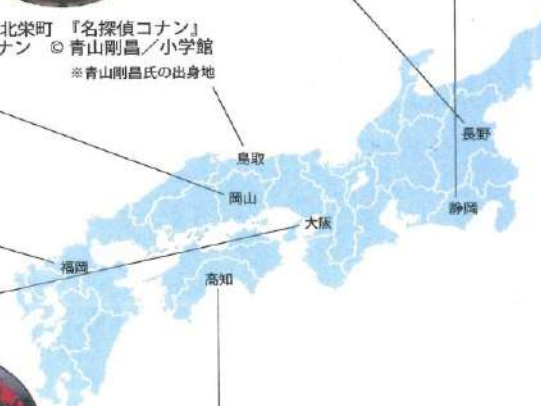 北栄町 『名探偵コナン』
ナン © 青山剛昌／小学館
※青山剛昌氏の出身地
長野
鳥取
岡山
静岡
大阪
福岡
高知